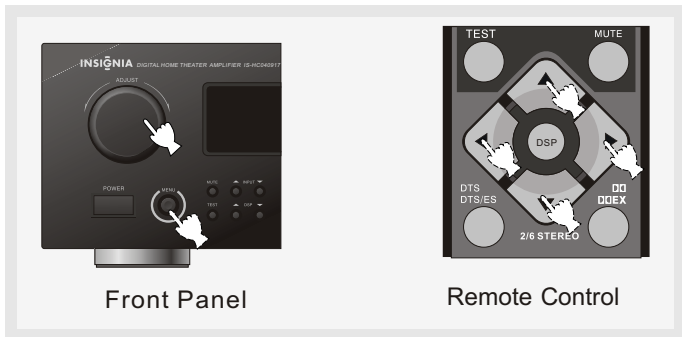 INSIGNIA DIGITAL HOME THEATER AMPLIFIER IS-HC040917
ADJUST
POWER
MENU
MUTE INPUT
TEST DSP
Front Panel
TEST MUTE
DSP
DTS
DTS/ES
EX
2/6 STEREO
Remote Control